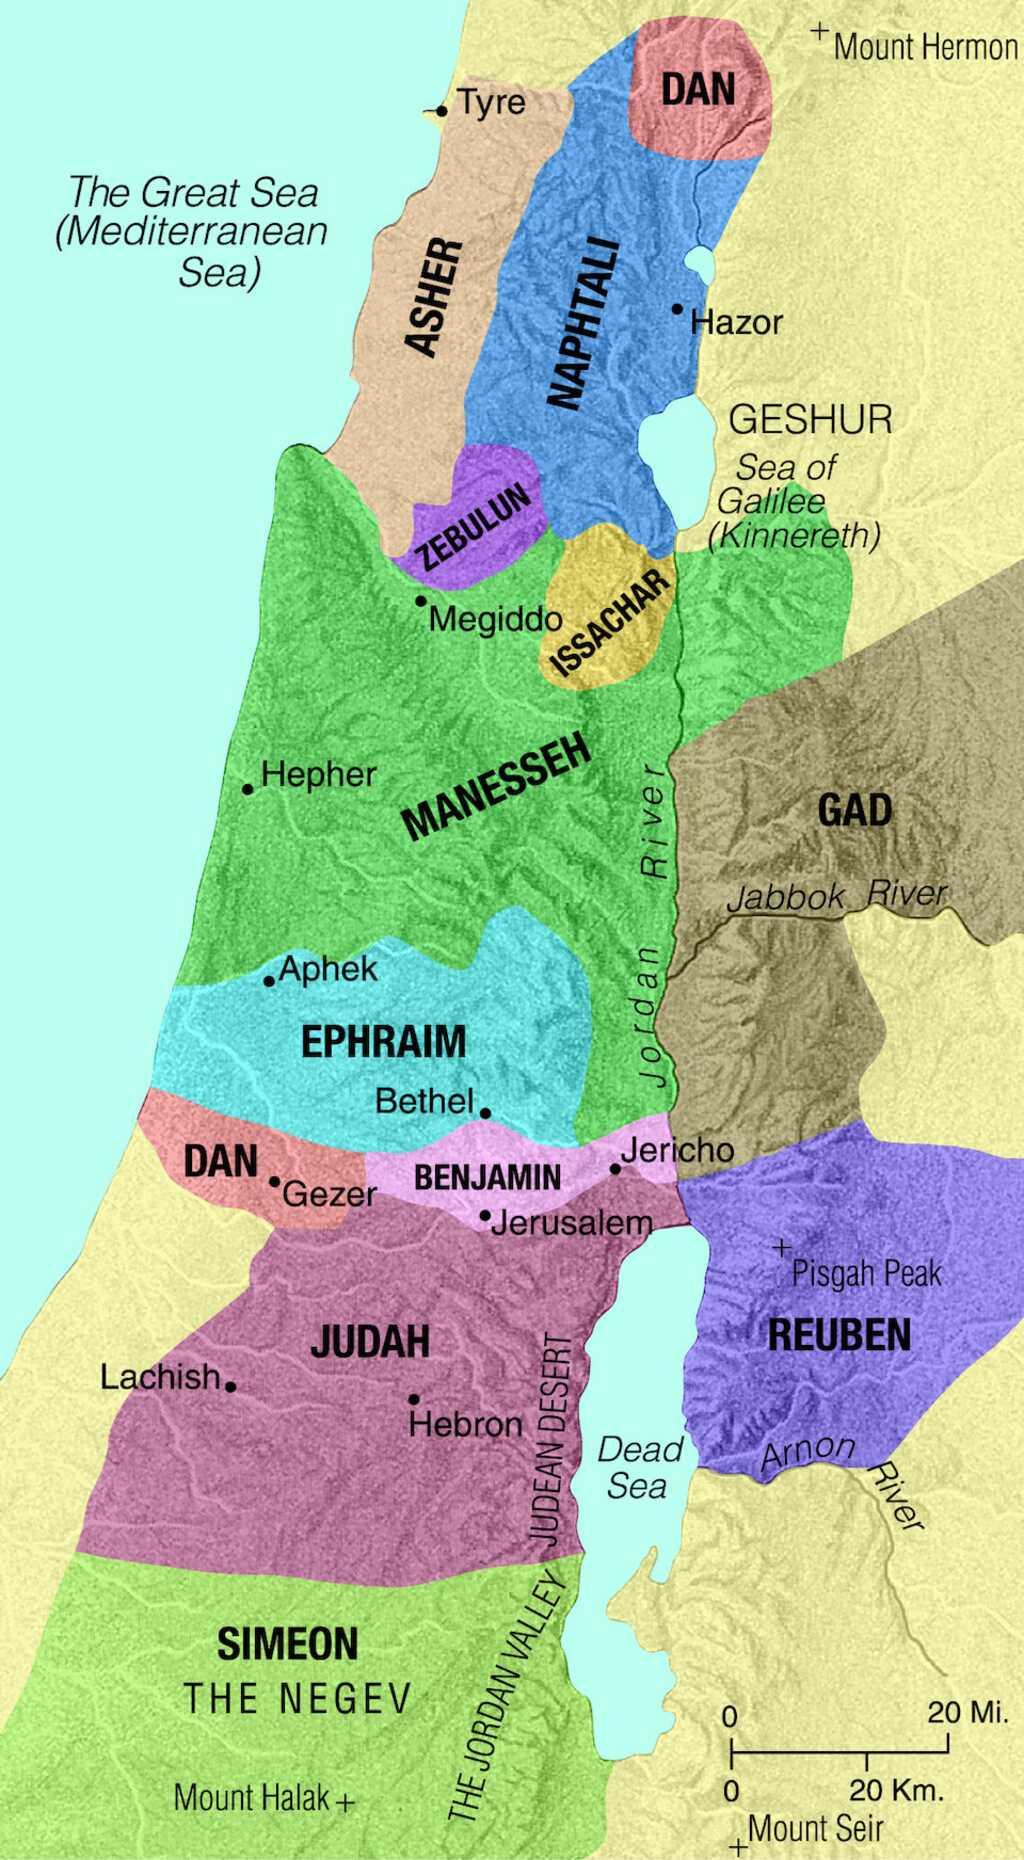 Mount Hermon
DAN
Tyre
The Great Sea
(Mediterranean
Sea)
ASHER
NAPHTALI
Hazor
GESHUR
Sea of
Galilee
(Kinnereth)
ZEBULUN
ISSACHAR
Megiddo
MANESSEH
Hepher
GAD
Jordan River
Jabbok River
Aphek
EPHRAIM
Bethel
DAN
Gezer
BENJAMIN
Jericho
Jerusalem
Pisgah Peak
REUBEN
JUDAH
Lachish
Hebron
JUDEAN DESERT
Dead
Sea
Arnon River
SIMEON
THE NEGEV
THE JORDAN VALLEY
Mount Halak
0 20 Mi.
0 20 Km.
Mount Seir